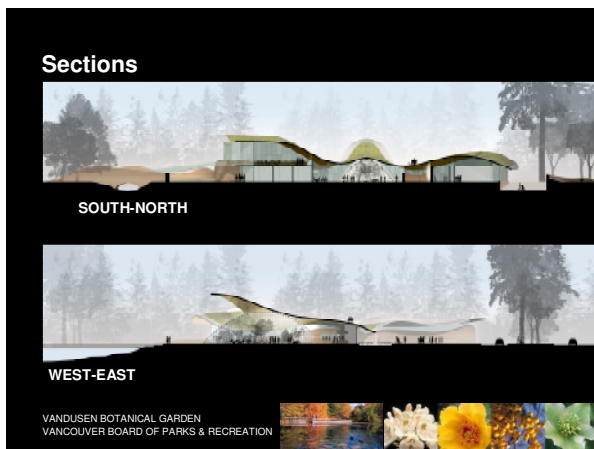 Sections
SOUTH-NORTH
WEST-EAST
VANDUSEN BOTANICAL GARDEN
VANCOUVER BOARD OF PARKS & RECREATION